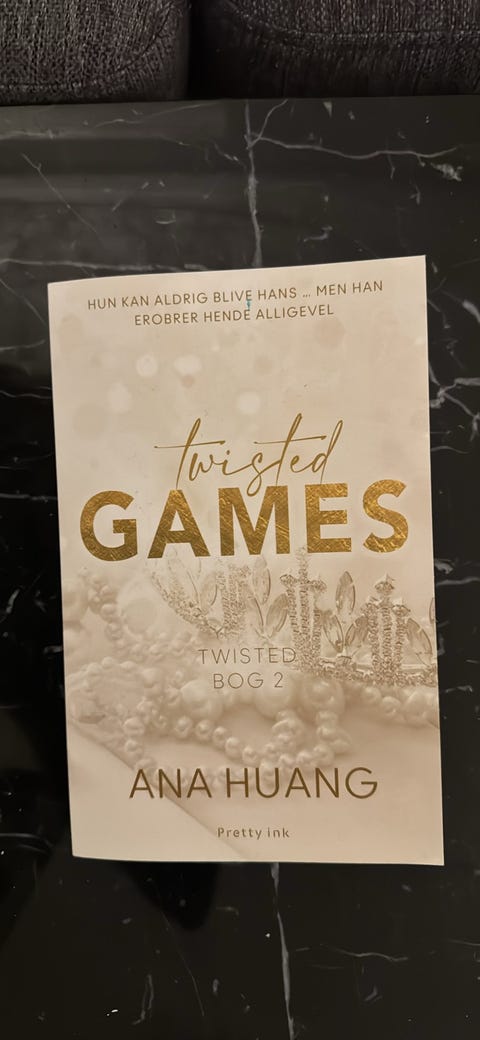 HUN KAN ALDRIG BLIVE HANS ... MEN HAN
EROBRER HENDE ALLIGEVEL
twisted
GAMES
TWISTED
BOG 2
ANA HUANG
Pretty ink